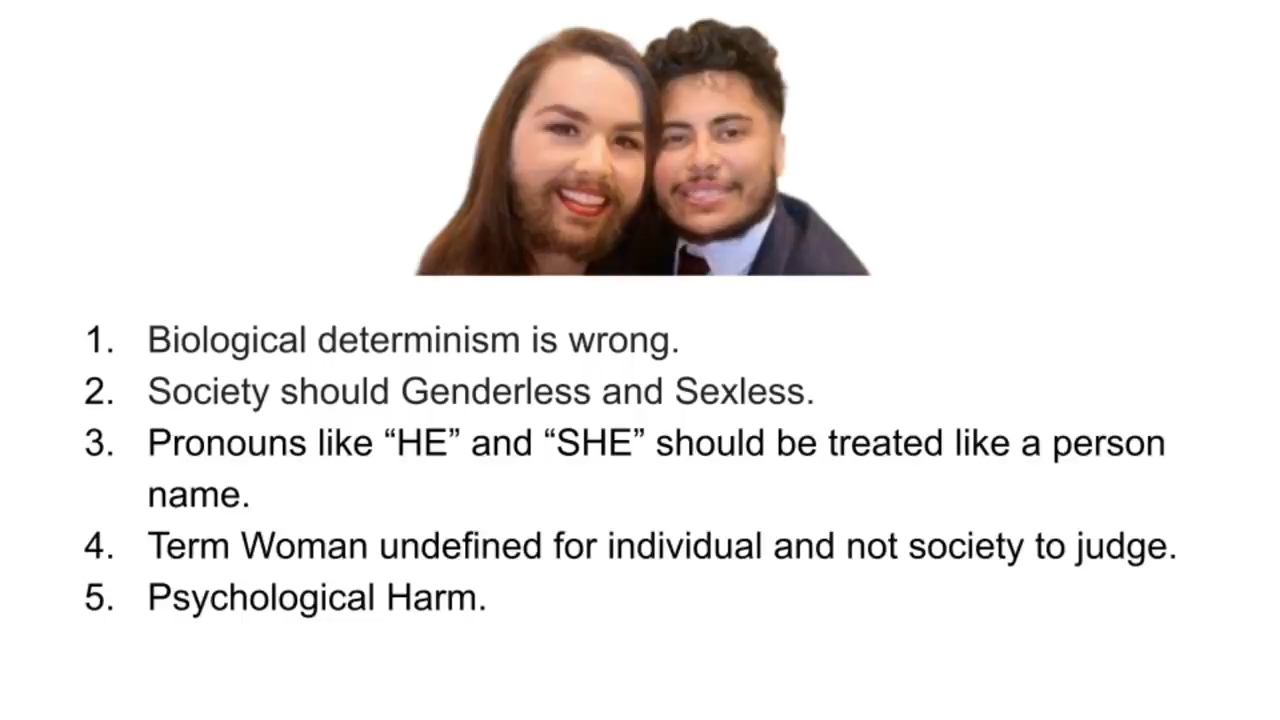 1. Biological determinism is wrong.
2. Society should Genderless and Sexless.
3. Pronouns like “HE” and “SHE” should be treated like a person
name.
4. Term Woman undefined for individual and not society to judge.
5. Psychological Harm.